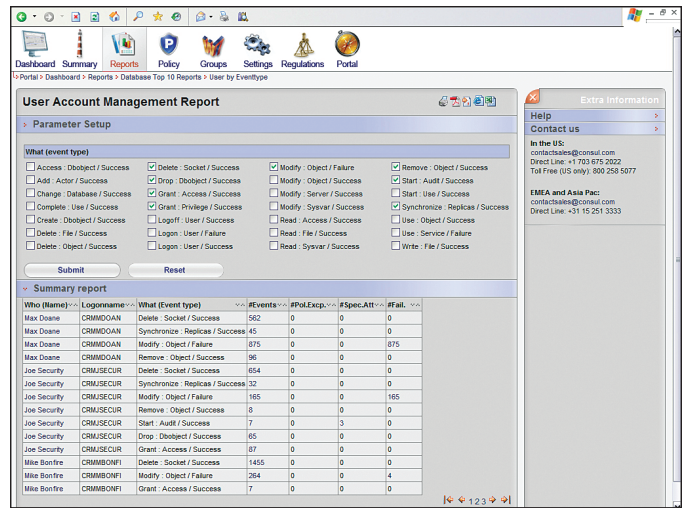 Dashboard Summary Reports Policy Groups Settings Regulations Portal
Portal > Dashboard > Reports > Database Top 10 Reports > User by Eventtype
User Account Management Report
Parameter Setup
What (event type)
Access : Dbobject / Success Delete : Socket / Success Modify : Object / Failure Remove : Object / Success
Add : Actor / Success Drop : Dbobject / Success Modify : Object / Success Start : Audit / Success
Change : Database / Success Grant : Access / Success Modify : Server / Success Start : Use / Success
Complete : Use / Success Grant : Privilege / Success Modify : Sysvar / Success Synchronize : Replicas / Success
Create : Dbobject / Success Logoff : User / Success Read : Access / Success Use : Object / Success
Delete : File / Success Logon : User / Failure Read : File / Success Use : Service / Failure
Delete : Object / Success Logon : User / Success Read : Sysvar / Success Write : File / Success
Submit Reset
Summary report
Who (Name) Logonname What (Event type) #Events #Pol.Excp. #Spec.Att #Fail.
Max Doane CRMMDOAN Delete : Socket / Success 562 0 0 0
Max Doane CRMMDOAN Synchronize : Replicas / Success 45 0 0 0
Max Doane CRMMDOAN Modify : Object / Failure 875 0 0 875
Max Doane CRMMDOAN Remove : Object / Success 96 0 0 0
Joe Security CRMJSECUR Delete : Socket / Success 654 0 0 0
Joe Security CRMJSECUR Synchronize : Replicas / Success 32 0 0 0
Joe Security CRMJSECUR Modify : Object / Failure 165 0 0 165
Joe Security CRMJSECUR Remove : Object / Success 8 0 0 0
Joe Security CRMJSECUR Start : Audit / Success 7 0 3 0
Joe Security CRMJSECUR Drop : Dbobject / Success 65 0 0 0
Joe Security CRMJSECUR Grant : Access / Success 87 0 0 0
Mike Bonfire CRMMBONFI Delete : Socket / Success 1455 0 0 0
Mike Bonfire CRMMBONFI Modify : Object / Failure 264 0 0 4
Mike Bonfire CRMMBONFI Grant : Access / Success 7 0 0 0
1 2 3
Extra Information
Help
Contact us
In the US:
contactsales@consul.com
Direct Line: +1 703 675 2022
Toll Free (US only): 800 258 5077
EMEA and Asia Pac:
contactsales@consul.com
Direct Line: +31 15 251 3333